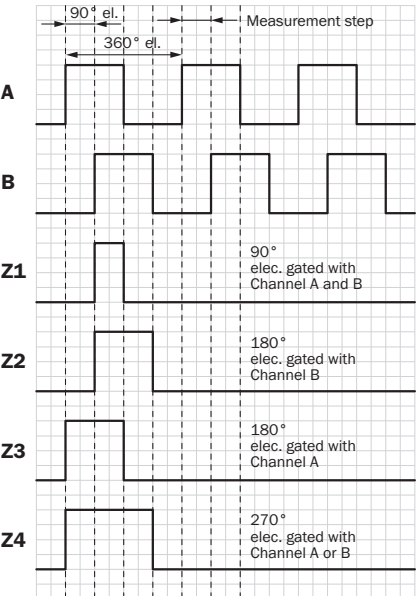 90° el.
Measurement step
360° el.
A
B
Z1
90°
elec. gated with
Channel A and B
Z2
180°
elec. gated with
Channel B
Z3
180°
elec. gated with
Channel A
Z4
270°
elec. gated with
Channel A or B